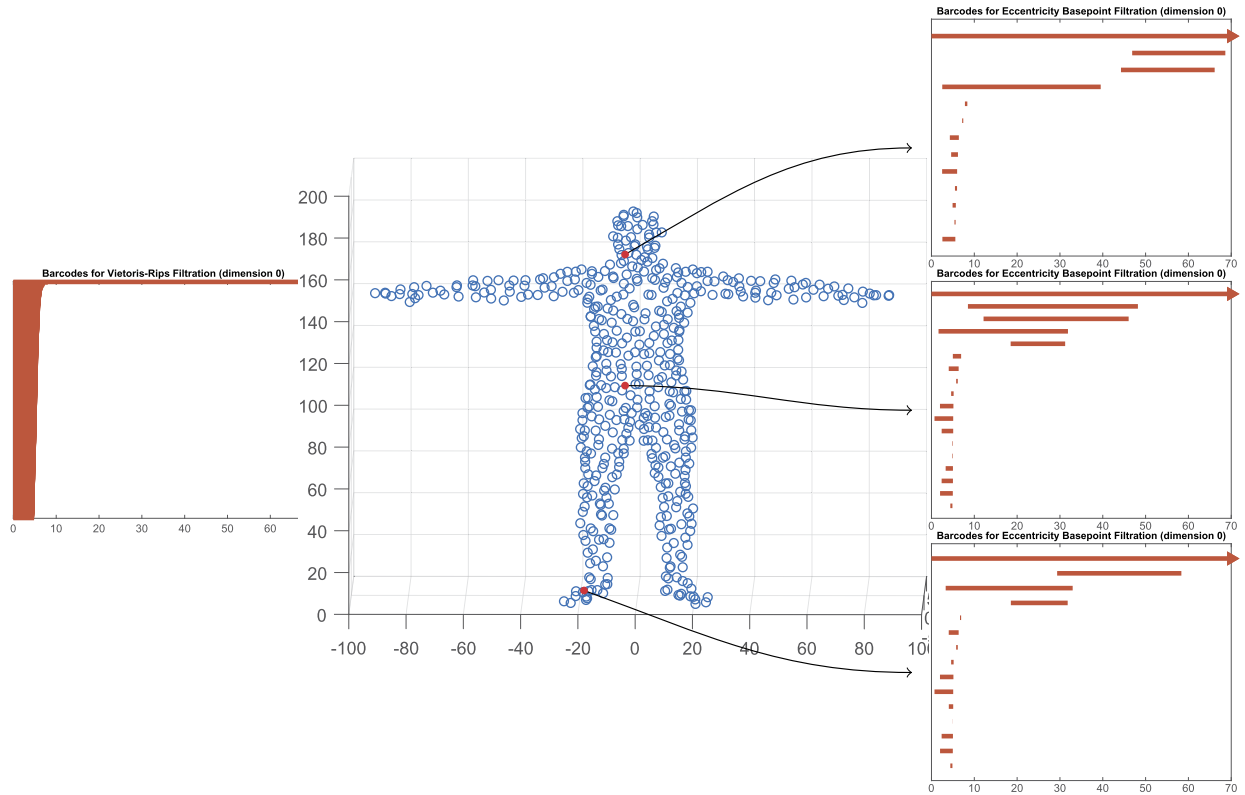 Barcodes for Vietoris-Rips Filtration (dimension 0)
0 10 20 30 40 50 60
200
180
160
140
120
100
80
60
40
20
0
-100 -80 -60 -40 -20 0 20 40 60 80
Barcodes for Eccentricity Basepoint Filtration (dimension 0)
0 10 20 30 40 50 60 70
Barcodes for Eccentricity Basepoint Filtration (dimension 0)
0 10 20 30 40 50 60 70
Barcodes for Eccentricity Basepoint Filtration (dimension 0)
0 10 20 30 40 50 60 70